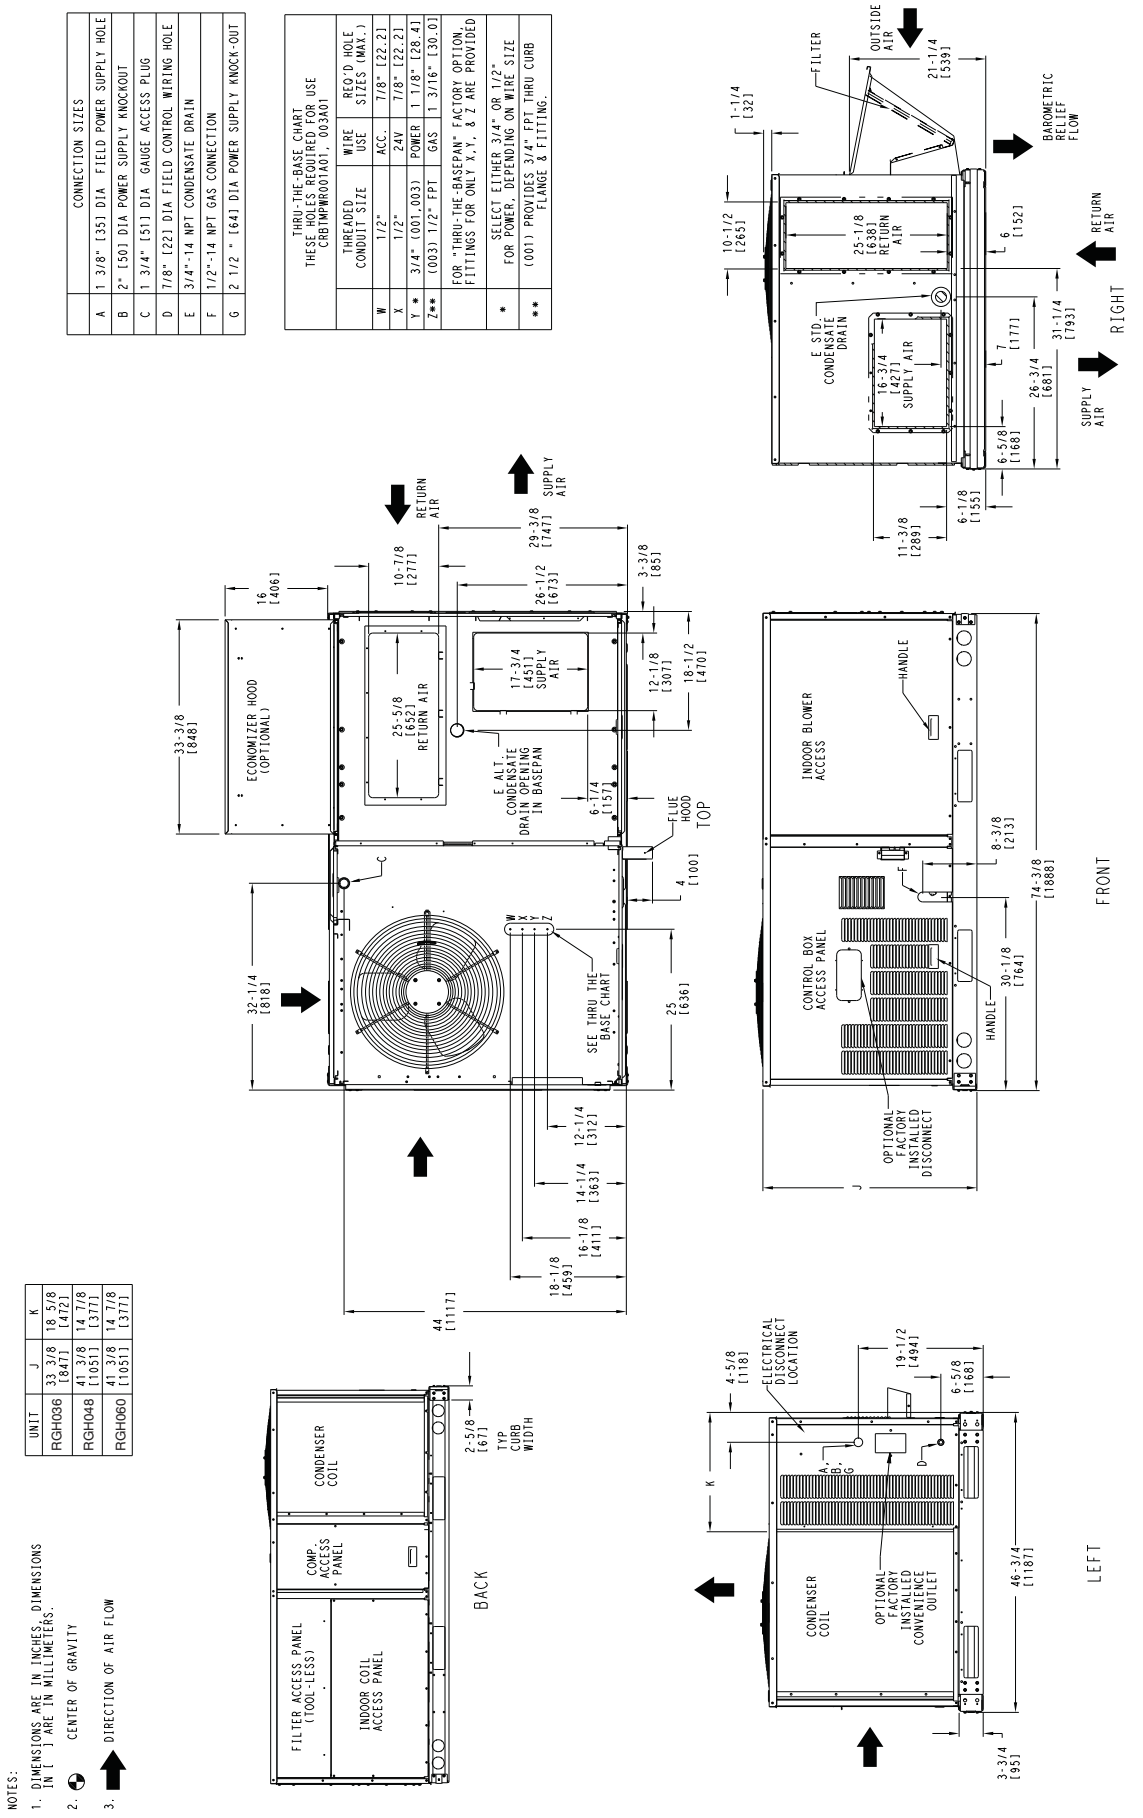 NOTES:
1. DIMENSIONS ARE IN INCHES, DIMENSIONS
IN [ ] ARE IN MILLIMETERS.
2. CENTER OF GRAVITY
3. DIRECTION OF AIR FLOW
UNIT J K
RGH036 33 3/8 [847] 18 5/8 [472]
RGH048 41 3/8 [1051] 14 7/8 [377]
RGH060 41 3/8 [1051] 14 7/8 [377]
CONNECTION SIZES
A 1 3/8" [35] DIA FIELD POWER SUPPLY HOLE
B 2" [50] DIA POWER SUPPLY KNOCKOUT
C 1 3/4" [51] DIA GAUGE ACCESS PLUG
D 7/8" [22] DIA FIELD CONTROL WIRING HOLE
E 3/4"-14 NPT CONDENSATE DRAIN
F 1/2"-14 NPT GAS CONNECTION
G 2 1/2 " [64] DIA POWER SUPPLY KNOCK-OUT
THRU-THE-BASE CHART
THESE HOLES REQUIRED FOR USE
CRBTMPWR001A01, 003A01
THREADED CONDUIT SIZE WIRE USE REQ'D HOLE SIZES (MAX.)
W 1/2" ACC. 7/8" [22.2]
X 1/2" 24V 7/8" [22.2]
Y * 3/4" (001,003) POWER 1 1/8" [28.4]
Z** (003) 1/2" FPT GAS 1 3/16" [30.0]
FOR "THRU-THE-BASEPAN" FACTORY OPTION,
FITTINGS FOR ONLY X,Y, & Z ARE PROVIDED
* SELECT EITHER 3/4" OR 1/2"
FOR POWER, DEPENDING ON WIRE SIZE
** (001) PROVIDES 3/4" FPT THRU CURB
FLANGE & FITTING.
FILTER ACCESS PANEL
(TOOL-LESS)
INDOOR COIL
ACCESS PANEL
COMP.
ACCESS
PANEL
CONDENSER
COIL
2-5/8
[67]
TYP
CURB
WIDTH
BACK
44
[1117]
18-1/8
[459]
16-1/8
[411]
14-1/4
[363]
12-1/4
[312]
32-1/4
[818]
33-3/8
[848]
16
[406]
ECONOMIZER HOOD
(OPTIONAL)
C
W
X
Y
Z
SEE THRU THE
BASE CHART
25
[636]
4
[100]
FLUE
HOOD
TOP
25-5/8
[652]
RETURN AIR
10-7/8
[277]
RETURN
AIR
SUPPLY
AIR
E ALT.
CONDENSATE
DRAIN OPENING
IN BASEPAN
17-3/4
[451]
SUPPLY
AIR
6-1/4
[157]
12-1/8
[307]
18-1/2
[470]
26-1/2
[673]
29-3/8
[747]
3-3/8
[85]
CONDENSER
COIL
OPTIONAL
FACTORY
INSTALLED
CONVENIENCE
OUTLET
A,
B,
G
D
K
4-5/8
[118]
ELECTRICAL
DISCONNECT
LOCATION
19-1/2
[494]
6-5/8
[168]
46-3/4
[1187]
3-3/4
[95]
LEFT
J
OPTIONAL
FACTORY
INSTALLED
DISCONNECT
CONTROL BOX
ACCESS PANEL
HANDLE
INDOOR BLOWER
ACCESS
HANDLE
F
8-3/8
[213]
30-1/8
[764]
74-3/8
[1888]
FRONT
FILTER
OUTSIDE
AIR
21-1/4
[539]
1-1/4
[32]
BAROMETRIC
RELIEF
FLOW
10-1/2
[265]
25-1/8
[638]
RETURN
AIR
E STD.
CONDENSATE
DRAIN
16-3/4
[427]
SUPPLY AIR
6
[152]
7
[177]
RETURN
AIR
31-1/4
[793]
26-3/4
[681]
6-5/8
[168]
6-1/8
[155]
11-3/8
[289]
SUPPLY
AIR
RIGHT